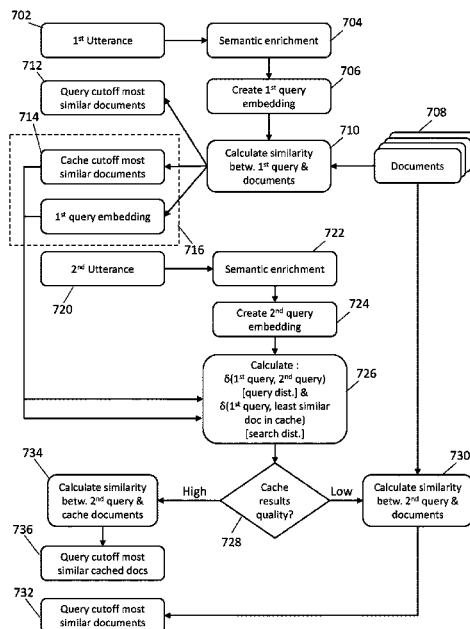 702
1st Utterance
Semantic enrichment
704
712
706
Query cutoff most
similar documents
Create 1st query
embedding
714
708
710
Cache cutoff most
similar documents
Calculate similarity
betw. 1st query &
documents
Documents
1st query embedding
716
722
2nd Utterance
Semantic enrichment
720
724
Create 2nd query
embedding
Calculate :
δ(1st query, 2nd query)
[query dist.] &
δ(1st query, least similar
doc in cache)
[search dist.]
726
734
730
Calculate similarity
betw. 2nd query &
cache documents
High
Cache
results
quality?
Low
Calculate similarity
betw. 2nd query &
documents
728
736
Query cutoff most
similar cached docs
732
Query cutoff most
similar documents